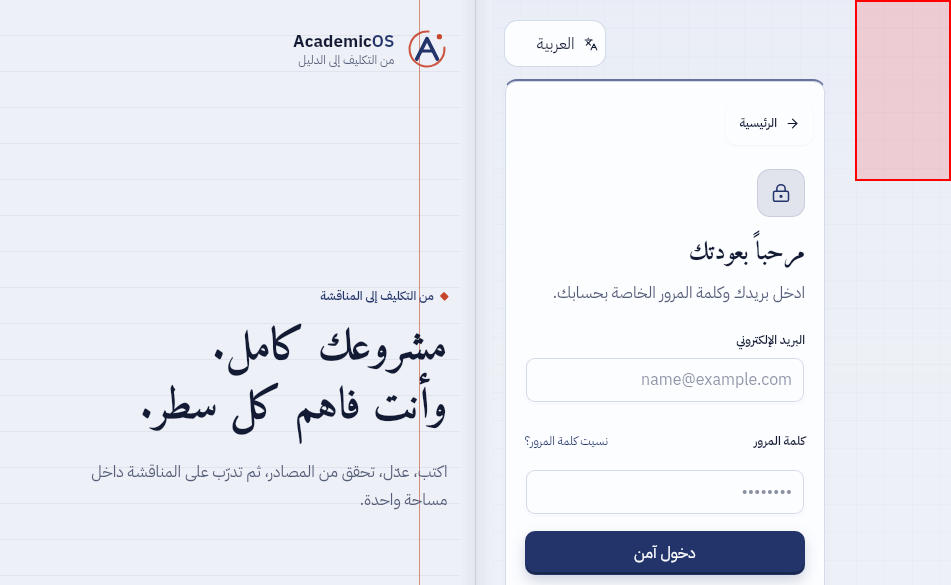 العربية
الرئيسية
مرحباً بعودتك
ادخل بريدك وكلمة المرور الخاصة بحسابك.
البريد الإلكتروني
name@example.com
كلمة المرور
نسيت كلمة المرور؟
دخول آمن
AcademicOS
من التكليف إلى الدليل
من التكليف إلى المناقشة
مشروعك كامل.
وأنت فاهم كل سطر.
اكتب، عدّل، تحقق من المصادر، ثم تدرّب على المناقشة داخل
مساحة واحدة.